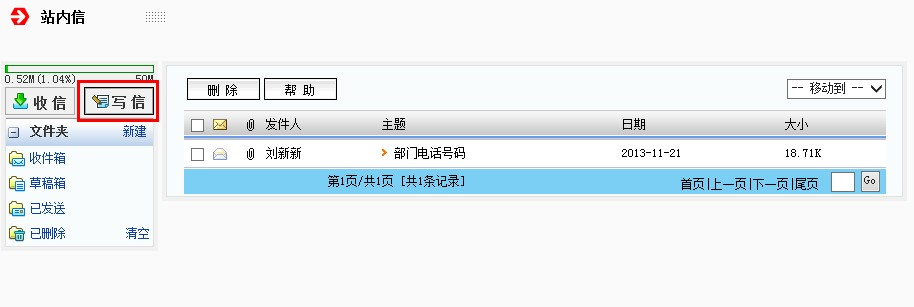 站内信
0.52M(1.04%) 50M
收信 写信
文件夹 新建
收件箱
草稿箱
已发送
已删除 清空
删 除 帮 助 -- 移动到 --
发件人 主题 日期 大小
刘新新 部门电话号码 2013-11-21 18.71K
第1页/共1页 [共1条记录] 首页|上一页|下一页|尾页 Go